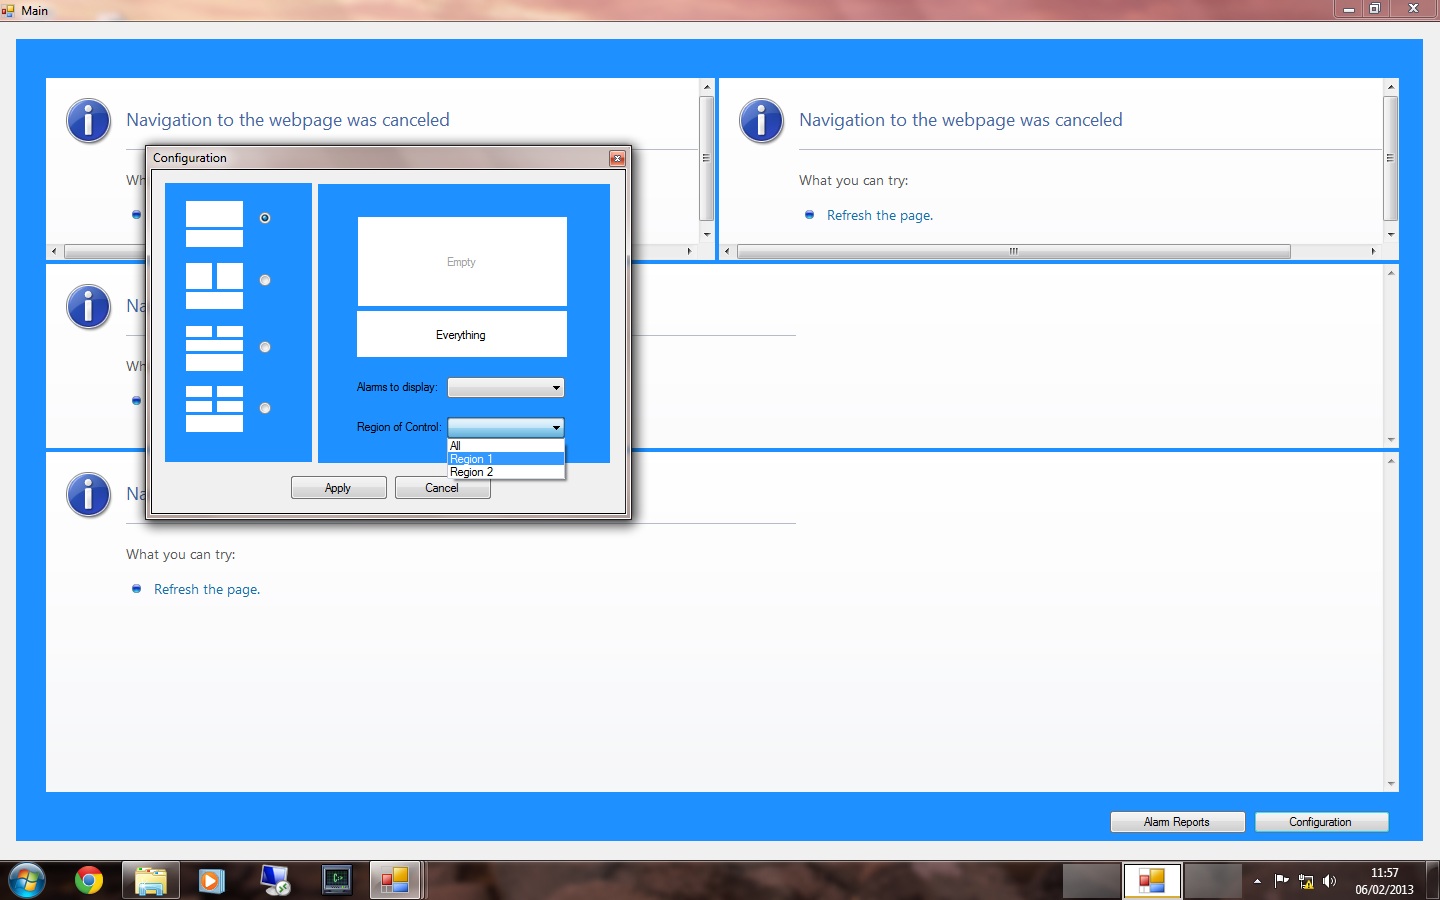 Main
Navigation to the webpage was canceled
Navigation to the webpage was canceled
What you can try:
Refresh the page.
Configuration
Empty
Everything
Alarms to display:
Region of Control:
All
Region 1
Region 2
Apply
Cancel
Wh
Na
Wh
Na
What you can try:
Refresh the page.
Alarm Reports
Configuration
11:57
06/02/2013